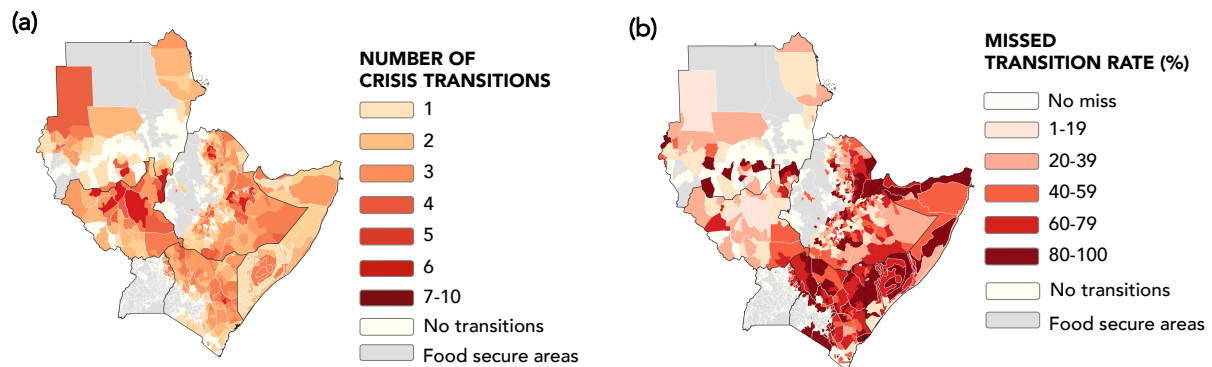 (a)
NUMBER OF
CRISIS TRANSITIONS
1
2
3
4
5
6
7-10
No transitions
Food secure areas
(b)
MISSED
TRANSITION RATE (%)
No miss
1-19
20-39
40-59
60-79
80-100
No transitions
Food secure areas